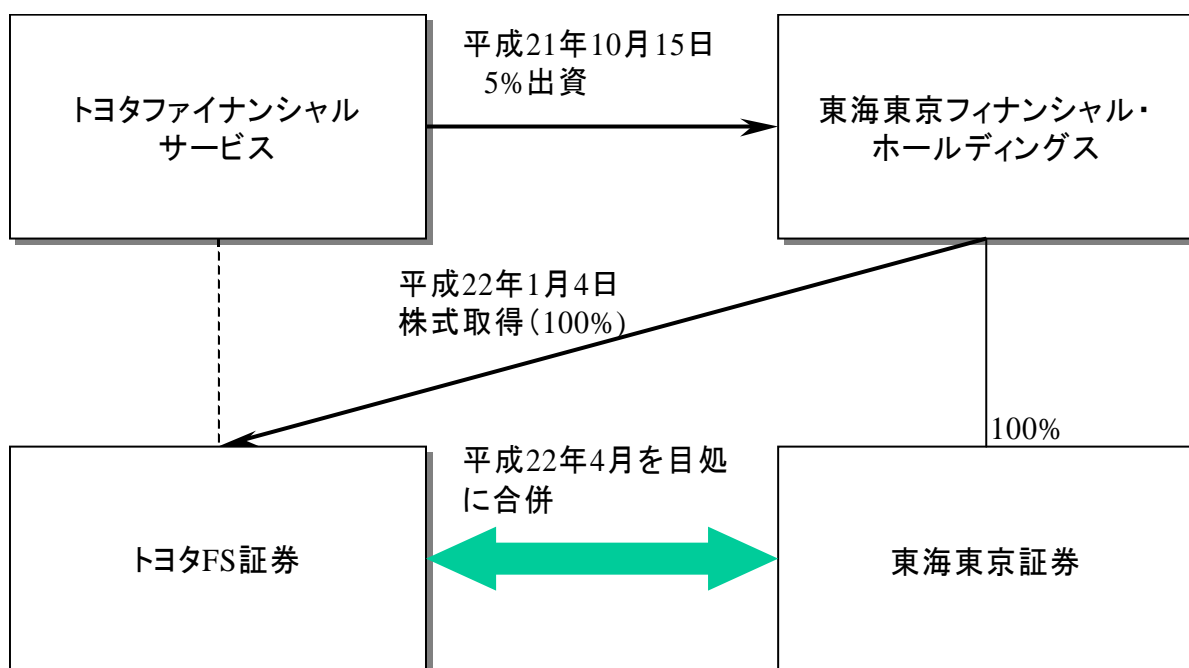 平成21年10月15日
5%出資
トヨタファイナンシャル
サービス
東海東京フィナンシャル・
ホールディングス
平成22年1月4日
株式取得(100%)
100%
平成22年4月を目処
に合併
トヨタFS証券
東海東京証券